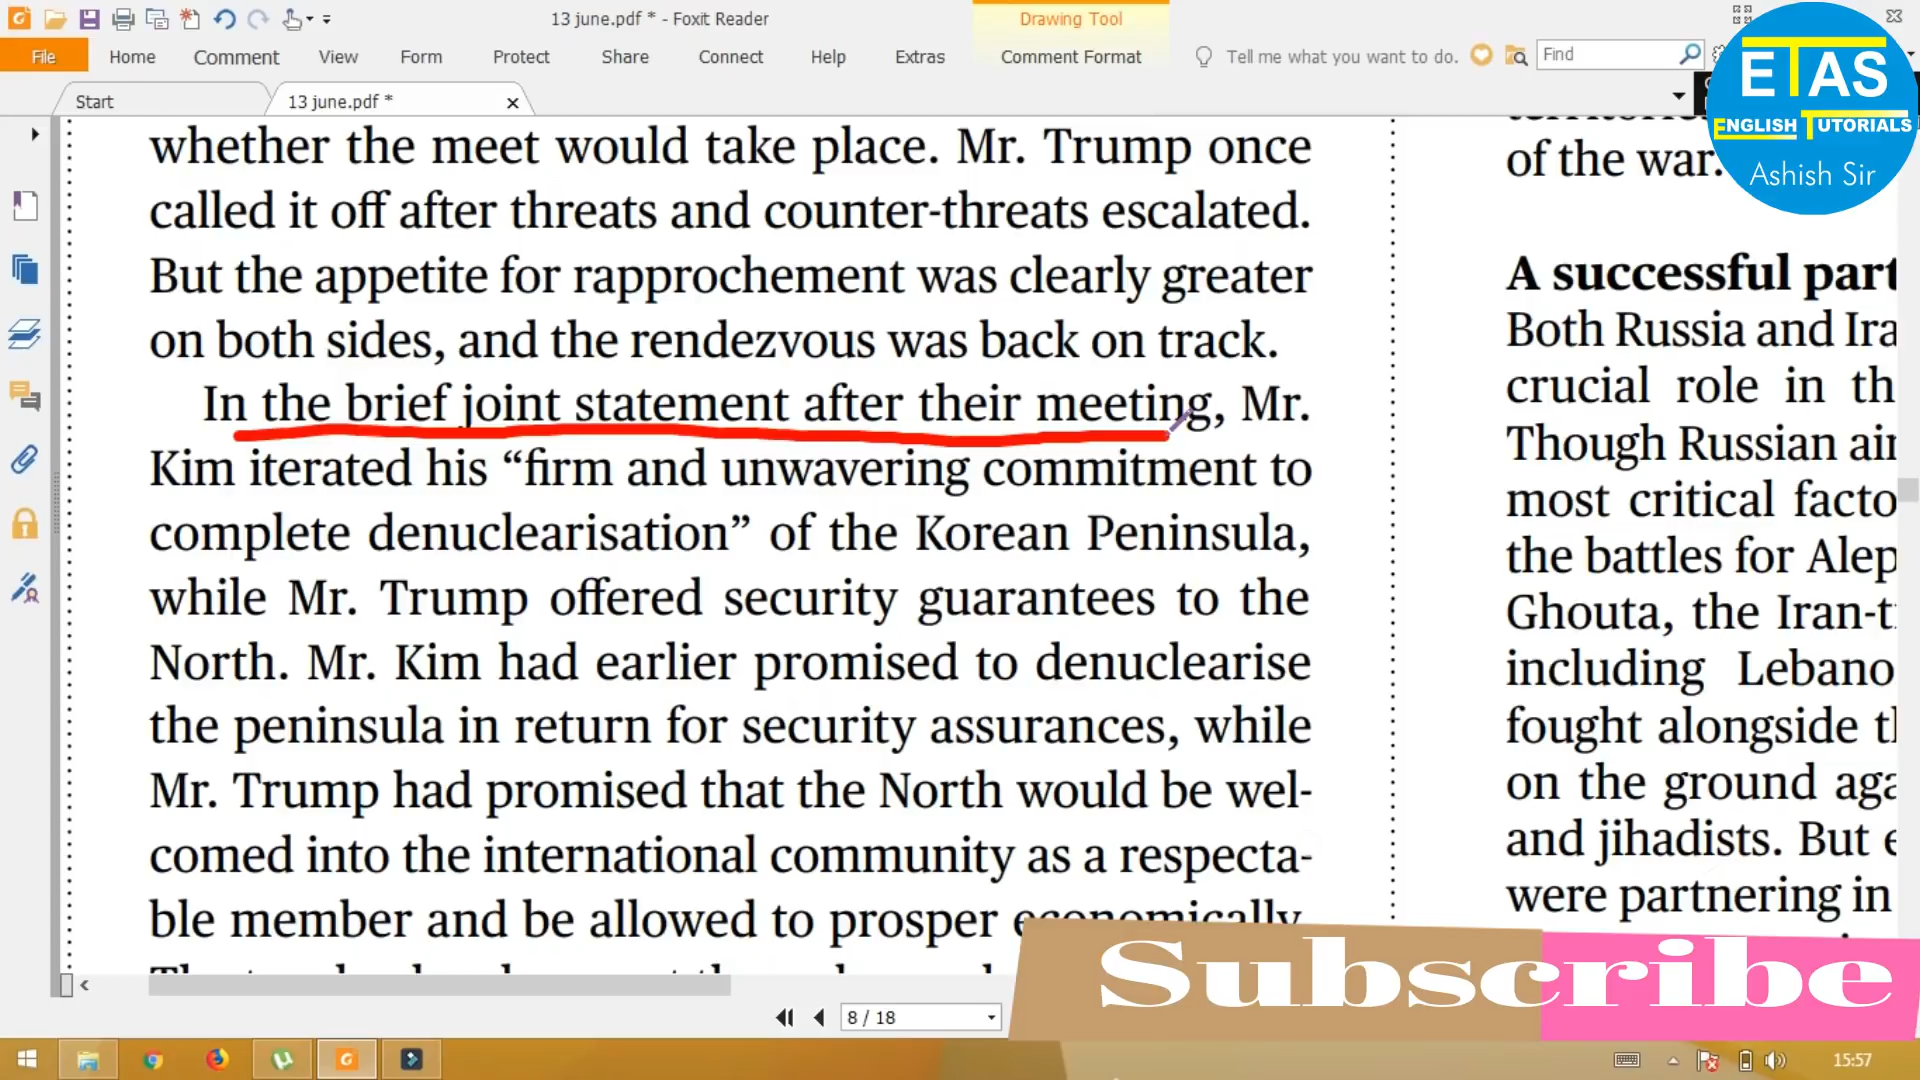 13 june.pdf * - Foxit Reader
Drawing Tool
File
Home
Comment
View
Form
Protect
Share
Connect
Help
Extras
Comment Format
Tell me what you want to do.
Find
Start
13 june.pdf *
ETAS
ENGLISH TUTORIALS
Ashish Sir
whether the meet would take place. Mr. Trump once
called it off after threats and counter-threats escalated.
But the appetite for rapprochement was clearly greater
on both sides, and the rendezvous was back on track.
In the brief joint statement after their meeting, Mr.
Kim iterated his “firm and unwavering commitment to
complete denuclearisation” of the Korean Peninsula,
while Mr. Trump offered security guarantees to the
North. Mr. Kim had earlier promised to denuclearise
the peninsula in return for security assurances, while
Mr. Trump had promised that the North would be wel-
comed into the international community as a respecta-
ble member and be allowed to prosper economically.
of the war.
A successful part
Both Russia and Ira
crucial role in th
Though Russian air
most critical facto
the battles for Alep
Ghouta, the Iran-ti
including Lebano
fought alongside th
on the ground aga
and jihadists. But e
were partnering in
Subscribe
8 / 18
15:57